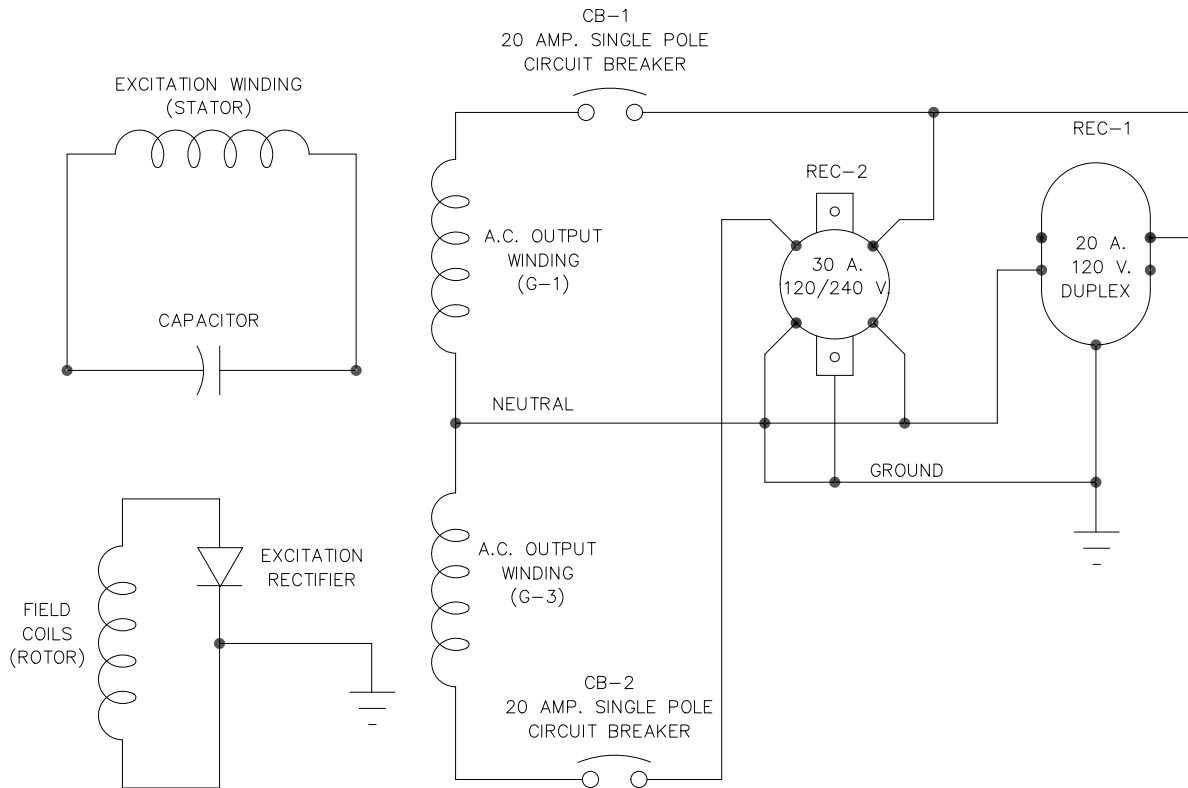 CB-1
20 AMP. SINGLE POLE
CIRCUIT BREAKER
EXCITATION WINDING
(STATOR)
REC-1
REC-2
A.C. OUTPUT
WINDING
(G-1)
20 A.
120 V.
DUPLEX
30 A.
120/240 V.
CAPACITOR
NEUTRAL
GROUND
EXCITATION
RECTIFIER
A.C. OUTPUT
WINDING
(G-3)
FIELD
COILS
(ROTOR)
CB-2
20 AMP. SINGLE POLE
CIRCUIT BREAKER